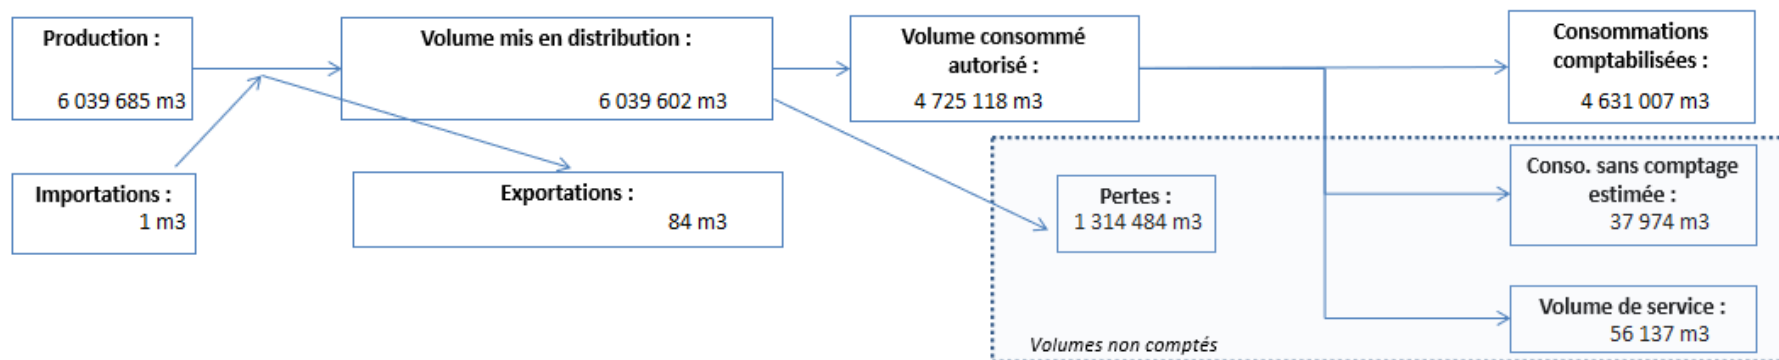 Production :
6 039 685 m3
Volume mis en distribution :
6 039 602 m3
Volume consommé
autorisé :
4 725 118 m3
Consommations
comptabilisées :
4 631 007 m3
Importations :
1 m3
Exportations :
84 m3
Pertes :
1 314 484 m3
Conso. sans comptage
estimée :
37 974 m3
Volume de service :
56 137 m3
Volumes non comptés